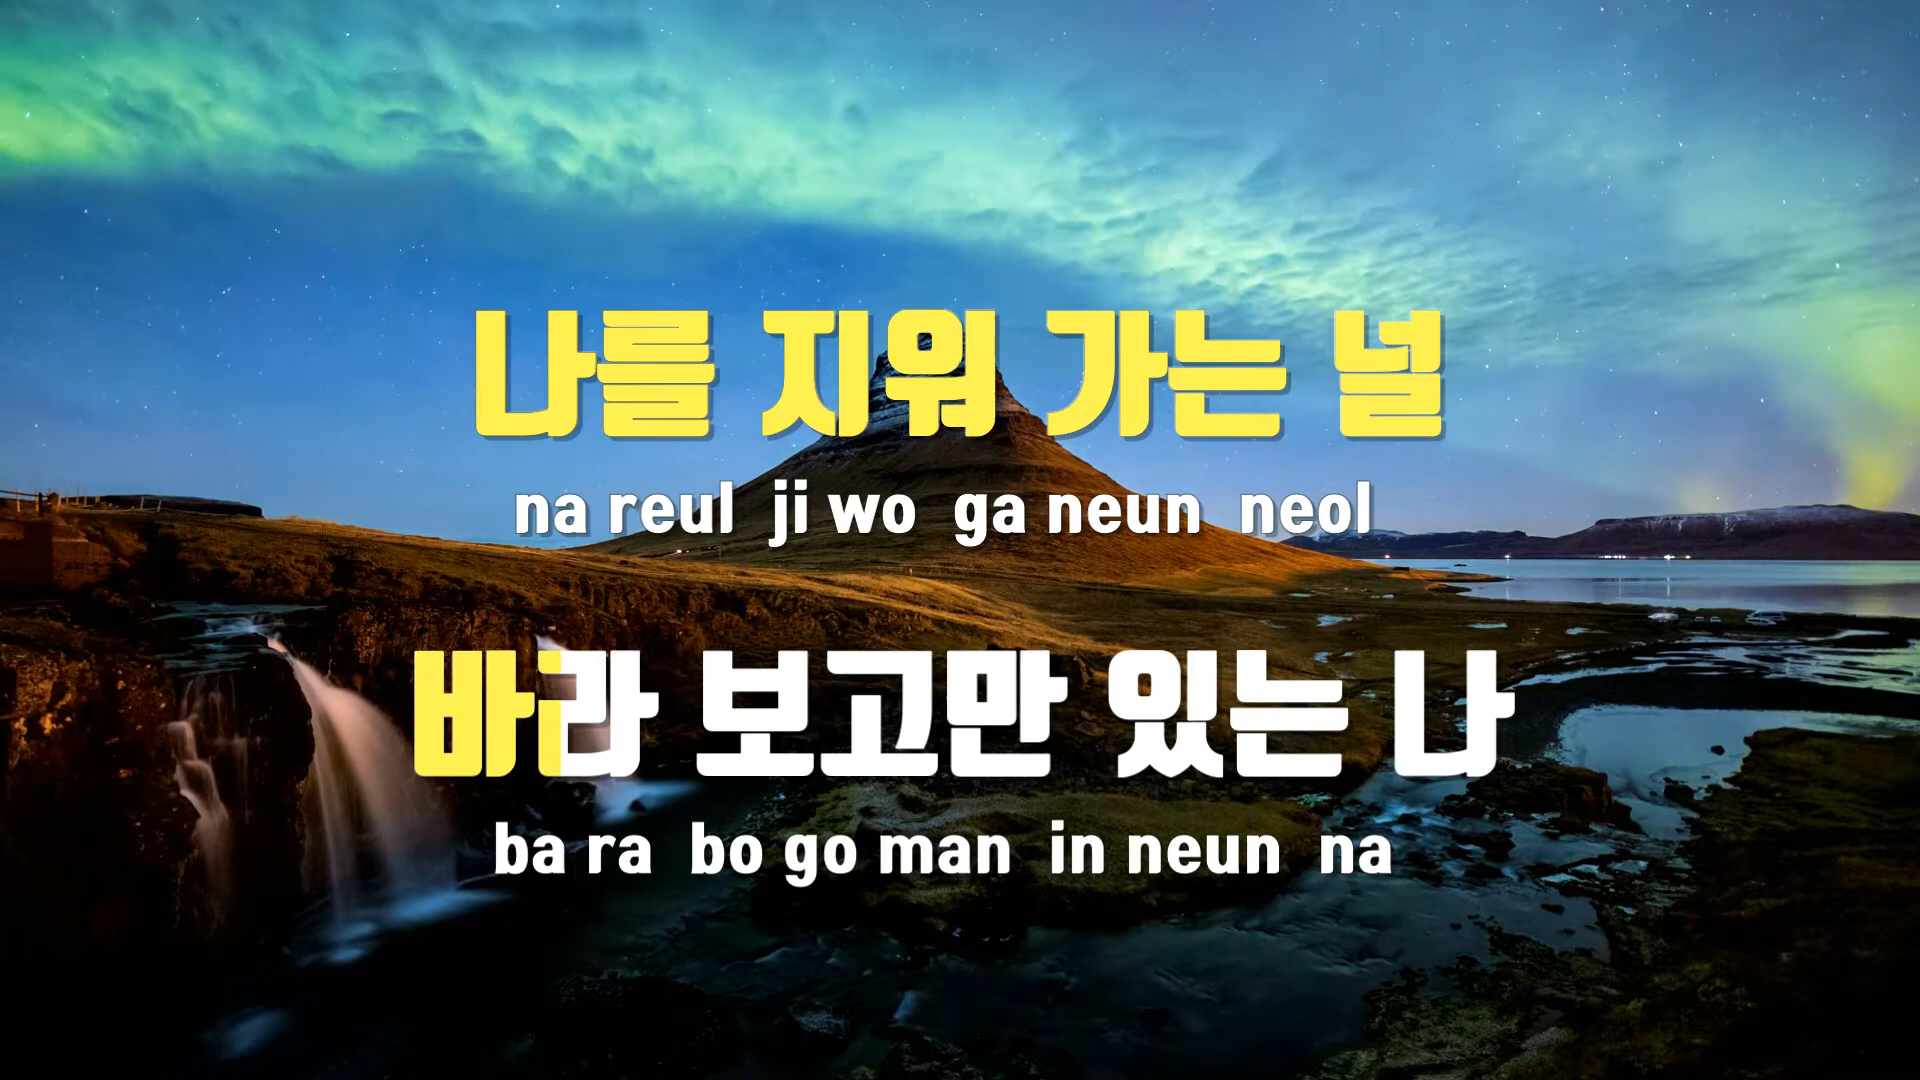 나를 지워 가는 널
na reul ji wo ga neun neol
바라 보고만 있는 나
ba ra bo go man in neun na